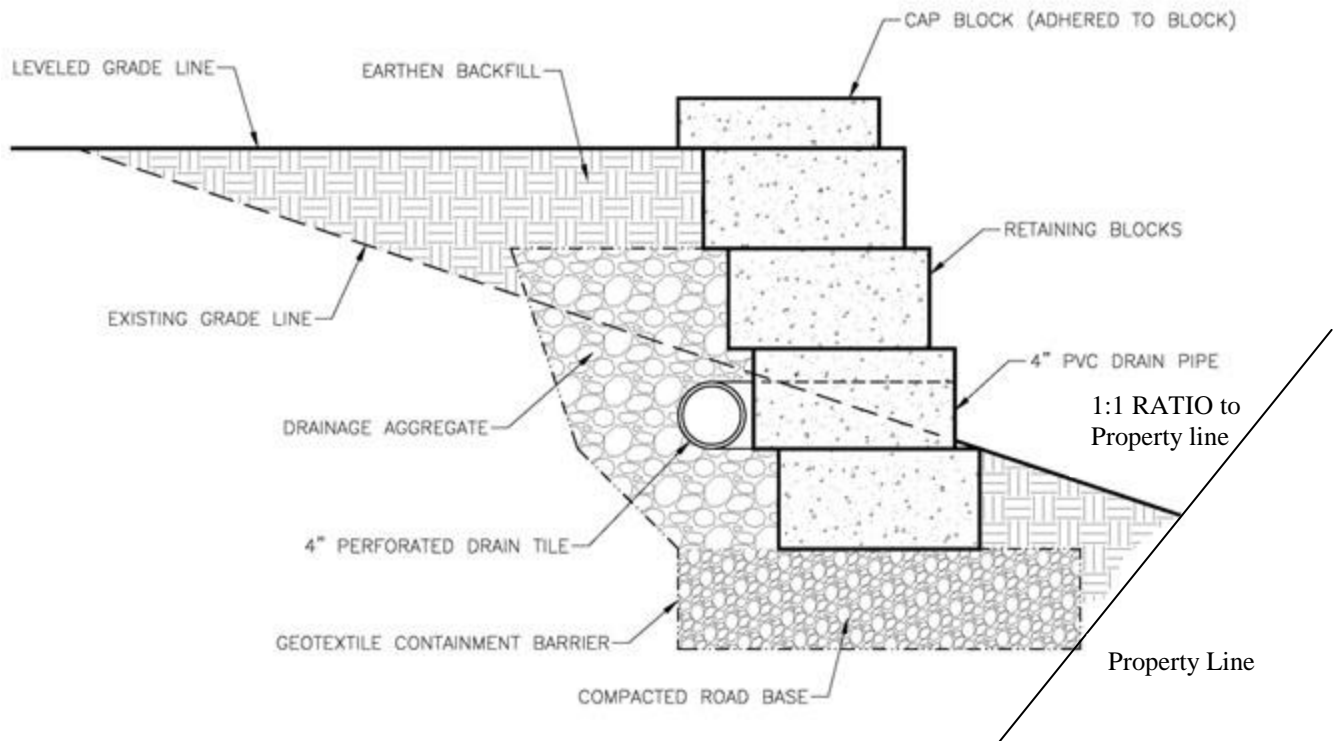 CAP BLOCK (ADHERED TO BLOCK)
LEVELED GRADE LINE
EARTHEN BACKFILL
RETAINING BLOCKS
EXISTING GRADE LINE
4" PVC DRAIN PIPE
1:1 RATIO to
Property line
DRAINAGE AGGREGATE
4" PERFORATED DRAIN TILE
GEOTEXTILE CONTAINMENT BARRIER
Property Line
COMPACTED ROAD BASE